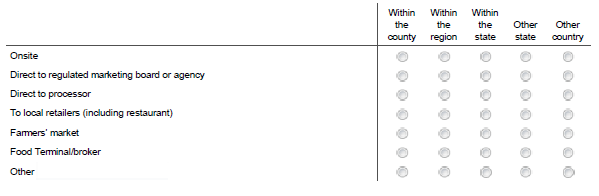 Within Within Within
the the the Other Other
county region state state country
Onsite
Direct to regulated marketing board or agency
Direct to processor
To local retailers (including restaurant)
Farmers' market
Food Terminal/broker
Other